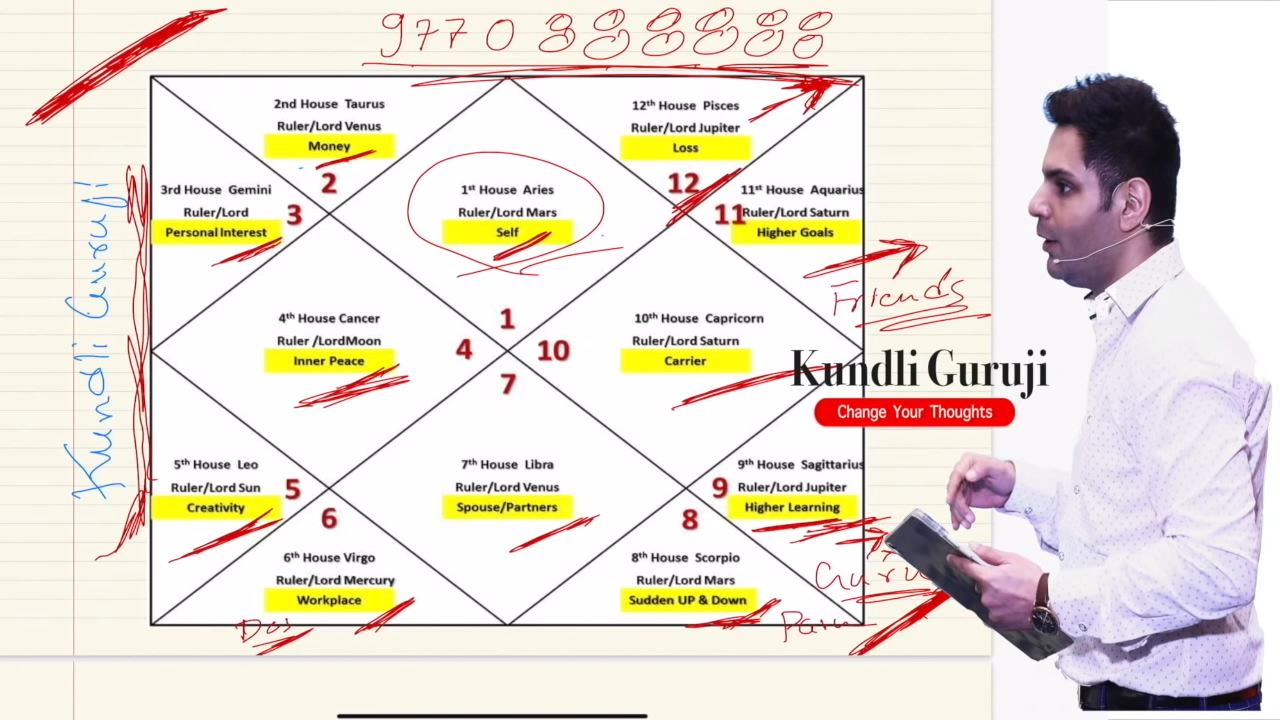 9770 888888
2nd House Taurus
Ruler/Lord Venus
Money
2
12th House Pisces
Ruler/Lord Jupiter
Loss
12
3rd House Gemini
Ruler/Lord
Personal Interest
3
1st House Aries
Ruler/Lord Mars
Self
11th House Aquarius
Ruler/Lord Saturn
Higher Goals
11
Friends
Kundli Guruji
4th House Cancer
Ruler /LordMoon
Inner Peace
1
4
10
7
10th House Capricorn
Ruler/Lord Saturn
Carrier
Kundli Guruji
Change Your Thoughts
5th House Leo
Ruler/Lord Sun
Creativity
5
7th House Libra
Ruler/Lord Venus
Spouse/Partners
9th House Sagittarius
Ruler/Lord Jupiter
Higher Learning
9
6
6th House Virgo
Ruler/Lord Mercury
Workplace
8
8th House Scorpio
Ruler/Lord Mars
Sudden UP & Down
Guru